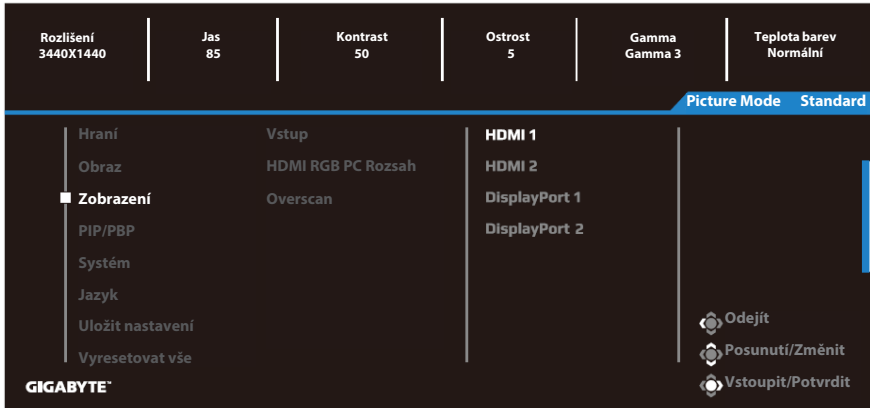 Rozlišení
3440X1440
Jas
85
Kontrast
50
Ostrost
5
Gamma
Gamma 3
Teplota barev
Normální
Picture Mode Standard
Hraní
Obraz
Zobrazení
PIP/PBP
Systém
Jazyk
Uložit nastavení
Vyresetovat vše
Vstup
HDMI RGB PC Rozsah
Overscan
HDMI 1
HDMI 2
DisplayPort 1
DisplayPort 2
Odejít
Posunutí/Změnit
Vstoupit/Potvrdit
GIGABYTE™